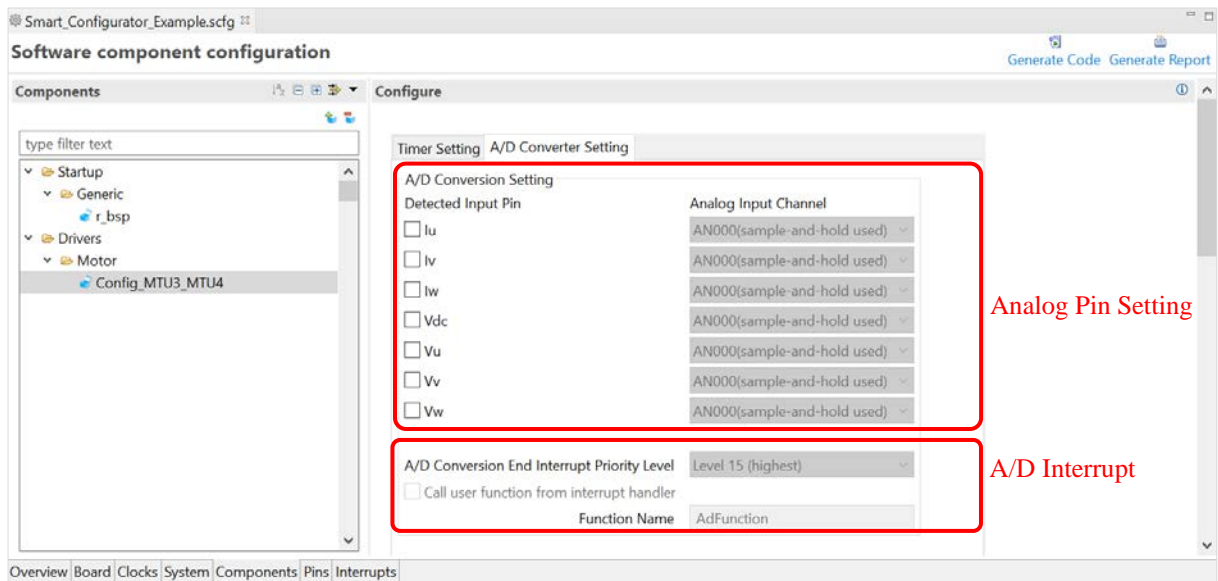 Smart_Configurator_Example.scfg
Software component configuration
Generate Code Generate Report
Components
Configure
type filter text
Startup
Generic
r_bsp
Drivers
Motor
Config_MTU3_MTU4
Timer Setting A/D Converter Setting
A/D Conversion Setting
Detected Input Pin Analog Input Channel
Iu AN000(sample-and-hold used)
Iv AN000(sample-and-hold used)
Iw AN000(sample-and-hold used)
Vdc AN000(sample-and-hold used)
Vu AN000(sample-and-hold used)
Vv AN000(sample-and-hold used)
Vw AN000(sample-and-hold used)
Analog Pin Setting
A/D Conversion End Interrupt Priority Level Level 15 (highest)
Call user function from interrupt handler
Function Name AdFunction
A/D Interrupt
Overview Board Clocks System Components Pins Interrupts